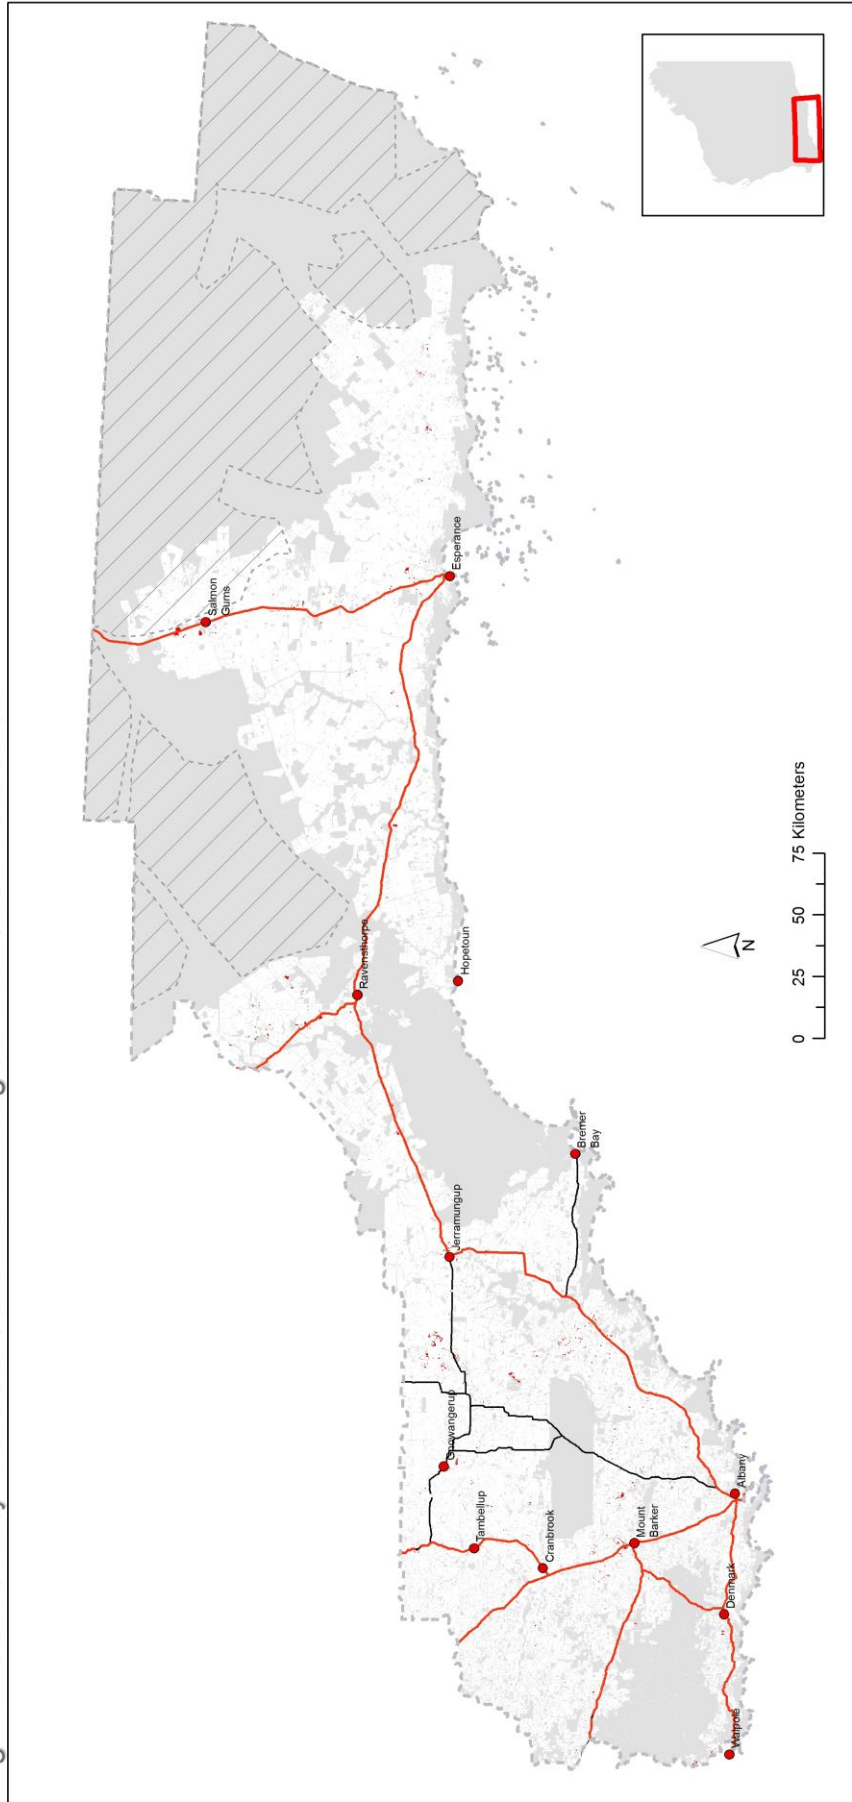 Salmon
Gums
Esperance
Ravensthorpe
Hopetoun
Jerramungup
Bremer
Bay
Gnowangerup
Tambellup
Cranbrook
Mount
Barker
Albany
Denmark
Walpole
N
0 25 50 75 Kilometers